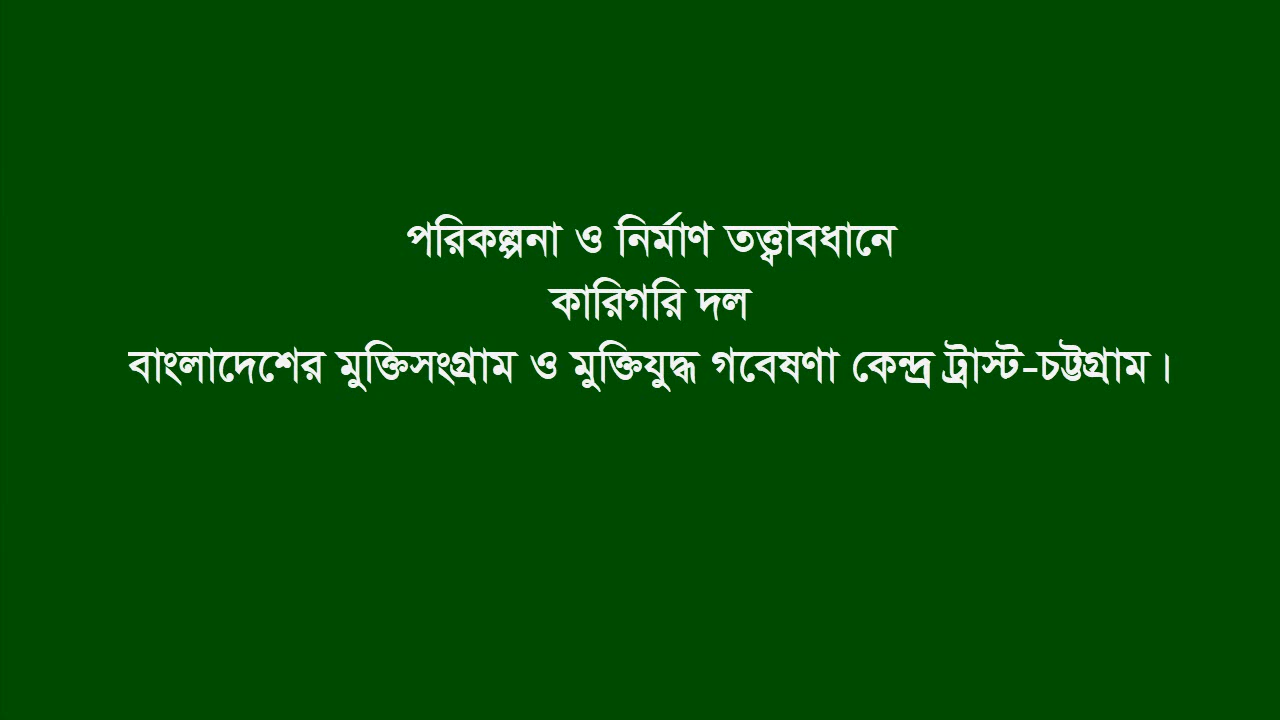 পরিকল্পনা ও নির্মাণ তত্ত্বাবধানে
কারিগরি দল
বাংলাদেশের মুক্তিসংগ্রাম ও মুক্তিযুদ্ধ গবেষণা কেন্দ্র ট্রাস্ট-চট্টগ্রাম।